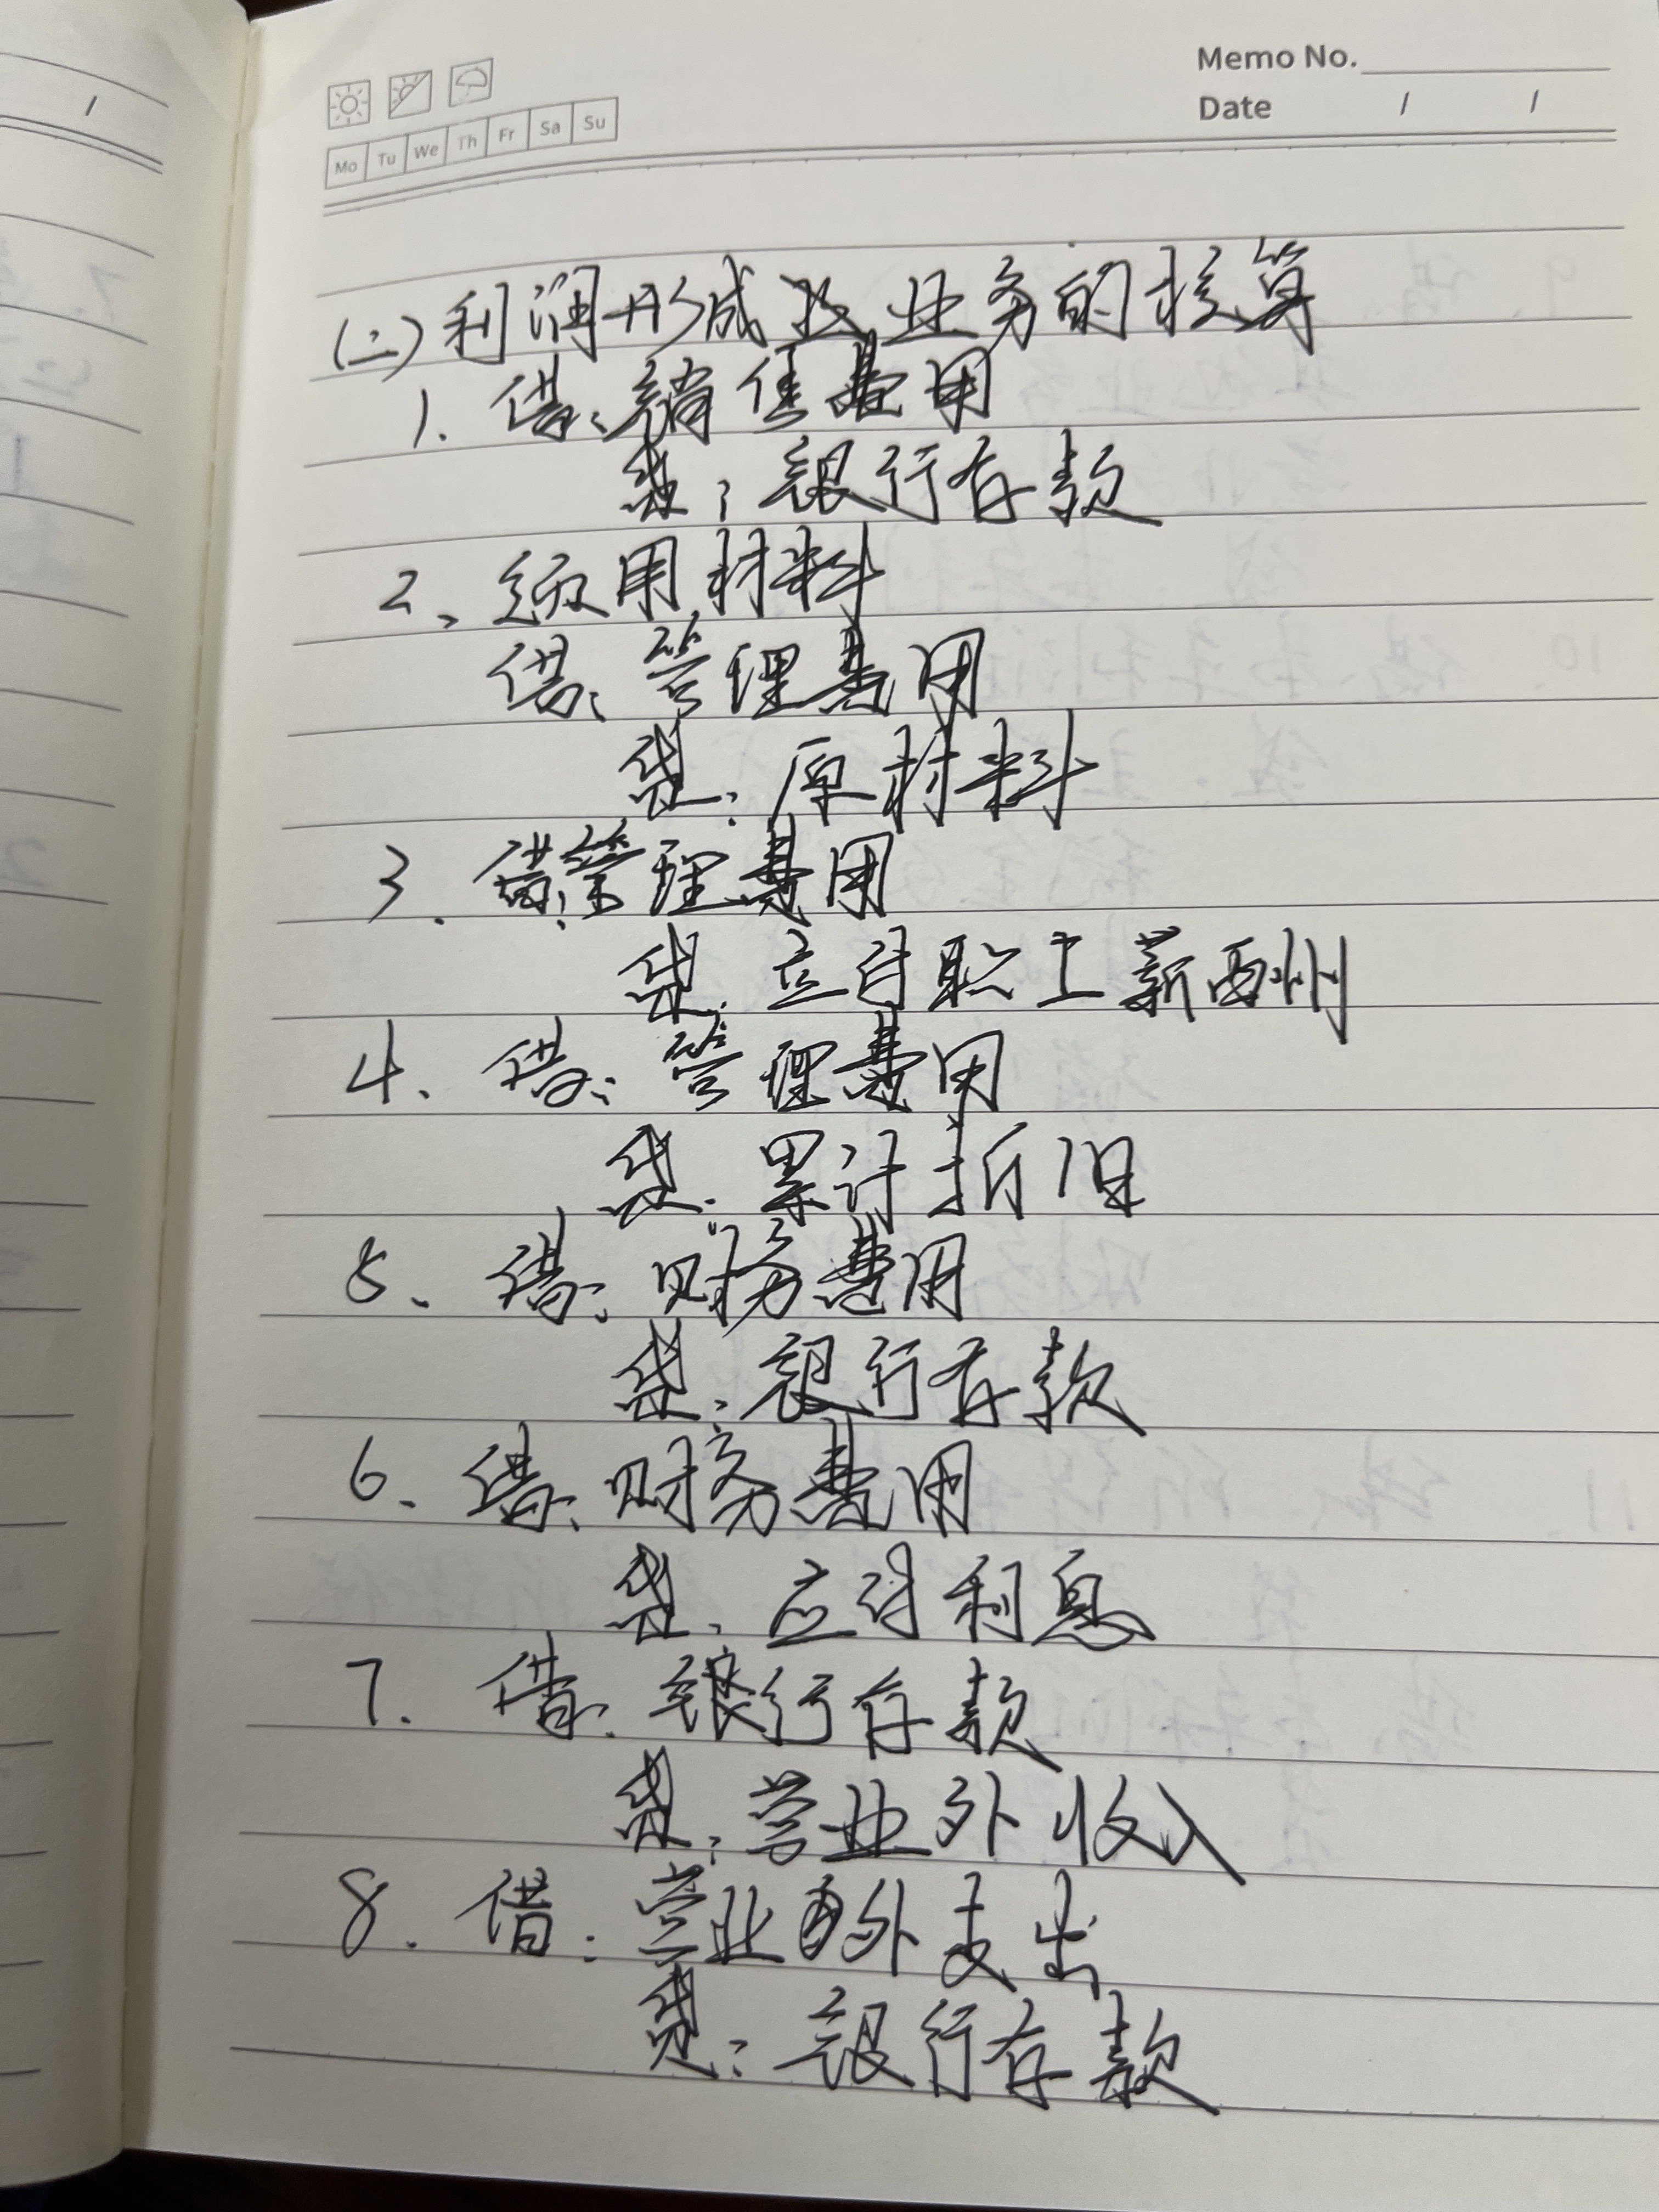 Memo No.
Date / /
Mo Tu We Th Fr Sa Su
(二)利润形成业务的核算
1. 借:销售费用
贷:银行存款
2、领用材料
借:管理费用
贷:原材料
3. 借:管理费用
贷:应付职工薪酬
4. 借:管理费用
贷:累计折旧
5、借:财务费用
贷:银行存款
6、借:财务费用
贷:应付利息
7. 借:银行存款
贷:营业外收入
8. 借:营业外支出
贷:银行存款